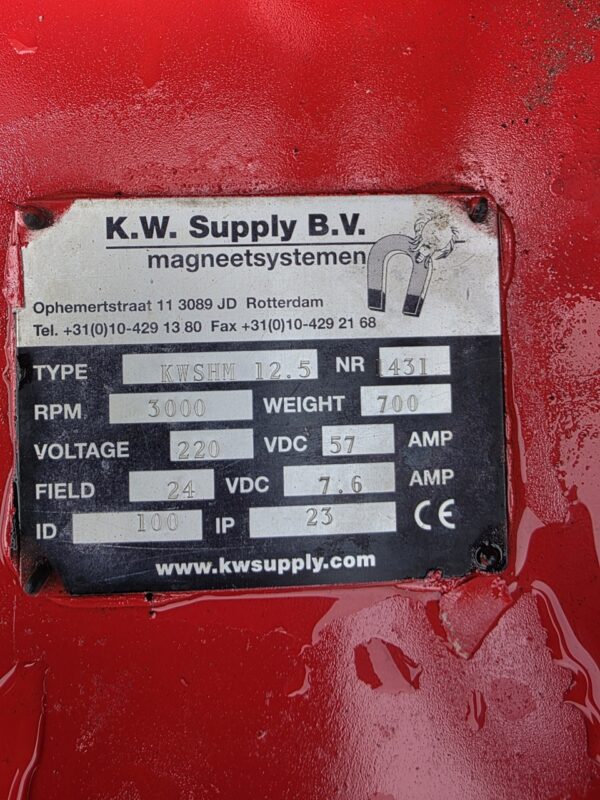 K.W. Supply B.V.
magneetsystemen
Ophemertstraat 11 3089 JD Rotterdam
Tel. +31(0)10-429 13 80 Fax +31(0)10-429 21 68
TYPE KWSHM 12.5 NR 1431
RPM 3000 WEIGHT 700
VOLTAGE 220 VDC 57 AMP
FIELD 24 VDC 7.6 AMP
ID 100 IP 23 CE
www.kwsupply.com